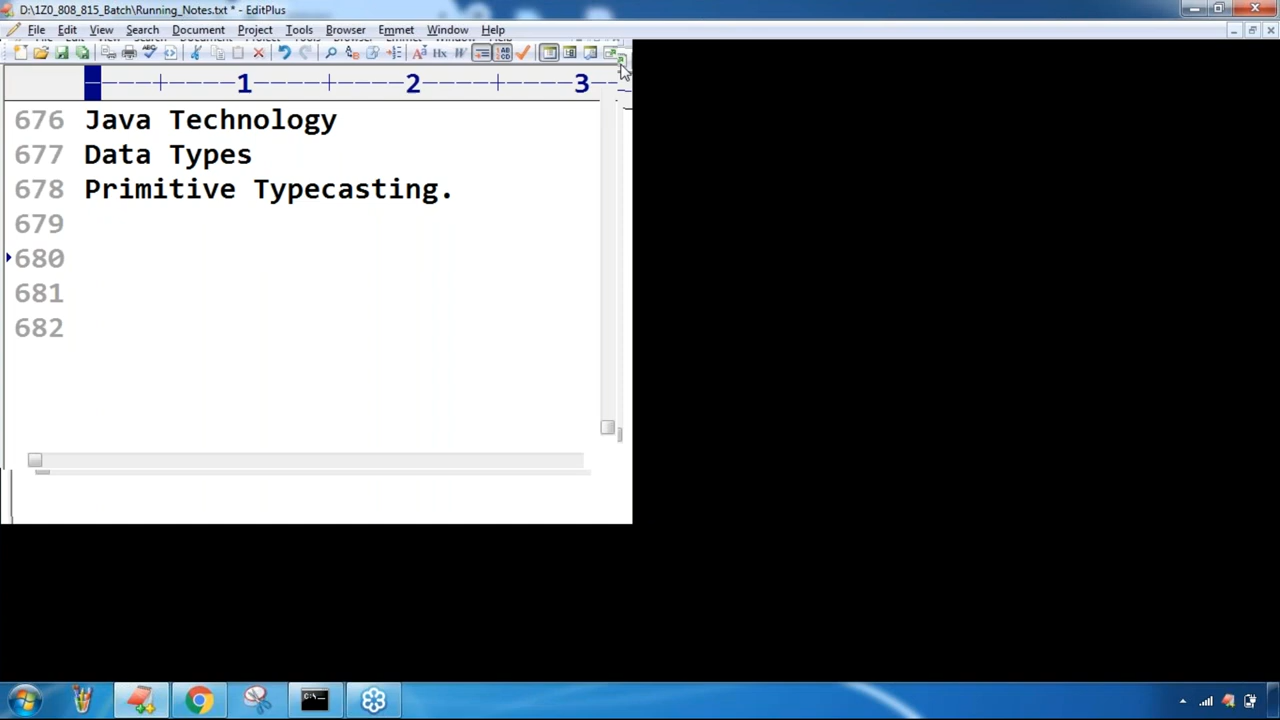 D:\1Z0_808_815_Batch\Running_Notes.txt * - EditPlus
File Edit View Search Document Project Tools Browser Emmet Window Help
1 2 3
676 Java Technology
677 Data Types
678 Primitive Typecasting.
679
680
681
682